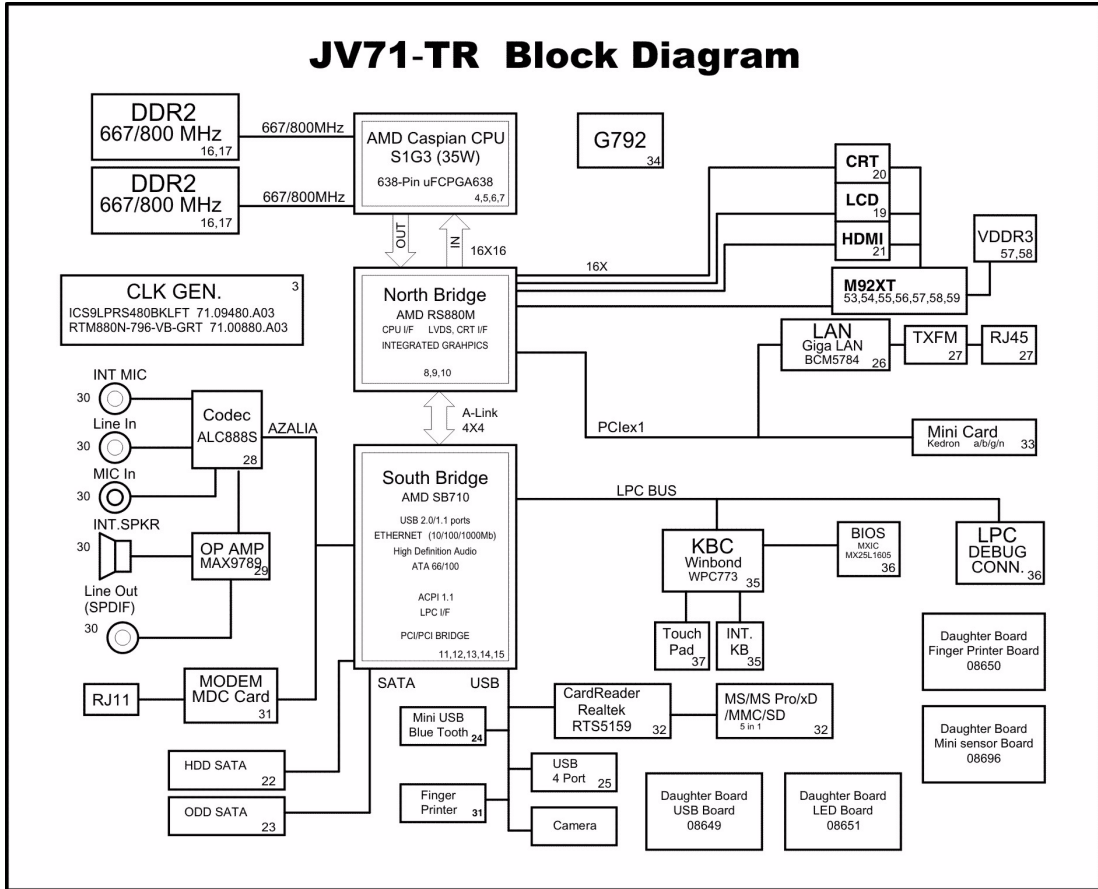 JV71-TR Block Diagram
DDR2
667/800 MHz
16,17
667/800MHz
DDR2
667/800 MHz
16,17
667/800MHz
AMD Caspian CPU
S1G3 (35W)
638-Pin uFCPGA638
4,5,6,7
G792
34
CRT
20
LCD
19
HDMI
21
VDDR3
57,58
M92XT
53,54,55,56,57,58,59
OUT
IN
16X16
16X
CLK GEN.
3
ICS9LPRS480BKLFT 71.09480.A03
RTM880N-796-VB-GRT 71.00880.A03
North Bridge
AMD RS880M
CPU I/F LVDS, CRT I/F
INTEGRATED GRAHPICS
8,9,10
LAN
Giga LAN
BCM5784
26
TXFM
27
RJ45
27
A-Link
4X4
PCIex1
Mini Card
Kedron a/b/g/n
33
INT MIC
30
Line In
30
MIC In
30
INT.SPKR
30
Line Out
(SPDIF)
30
Codec
ALC888S
28
AZALIA
OP AMP
MAX9789
29
South Bridge
AMD SB710
USB 2.0/1.1 ports
ETHERNET (10/100/1000Mb)
High Definition Audio
ATA 66/100
ACPI 1.1
LPC I/F
PCI/PCI BRIDGE
11,12,13,14,15
LPC BUS
KBC
Winbond
WPC773
35
BIOS
MXIC
MX25L1605
36
LPC
DEBUG
CONN.
36
Touch
Pad
37
INT.
KB
35
Daughter Board
Finger Printer Board
08650
RJ11
MODEM
MDC Card
31
SATA
USB
CardReader
Realtek
RTS5159
32
MS/MS Pro/xD
/MMC/SD
5 in 1
32
Mini USB
Blue Tooth
24
Daughter Board
Mini sensor Board
08696
HDD SATA
22
ODD SATA
23
USB
4 Port
25
Finger
Printer
31
Camera
Daughter Board
USB Board
08649
Daughter Board
LED Board
08651